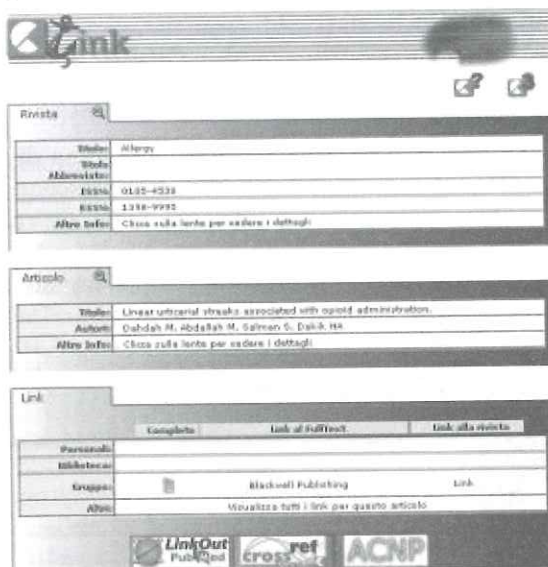 Link
Rivista
Titolo: Allergy
Titolo
Abbreviato:
ISSN: 0105-4538
EISSN: 1398-9995
Altre Info: Clicca sulla lente per vedere i dettagli
Articolo
Titolo: Linear urticarial streaks associated with opioid administration.
Autori: Dahdah M, Abdallah M, Salman S, Dakik HA
Altre Info: Clicca sulla lente per vedere i dettagli
Link
Completo Link al FullText Link alla rivista
Personali:
Biblioteca:
Gruppo: Blackwell Publishing Link
Altro: Visualizza tutti i link per questo articolo
LinkOut
PubMed
cross ref
ACNP